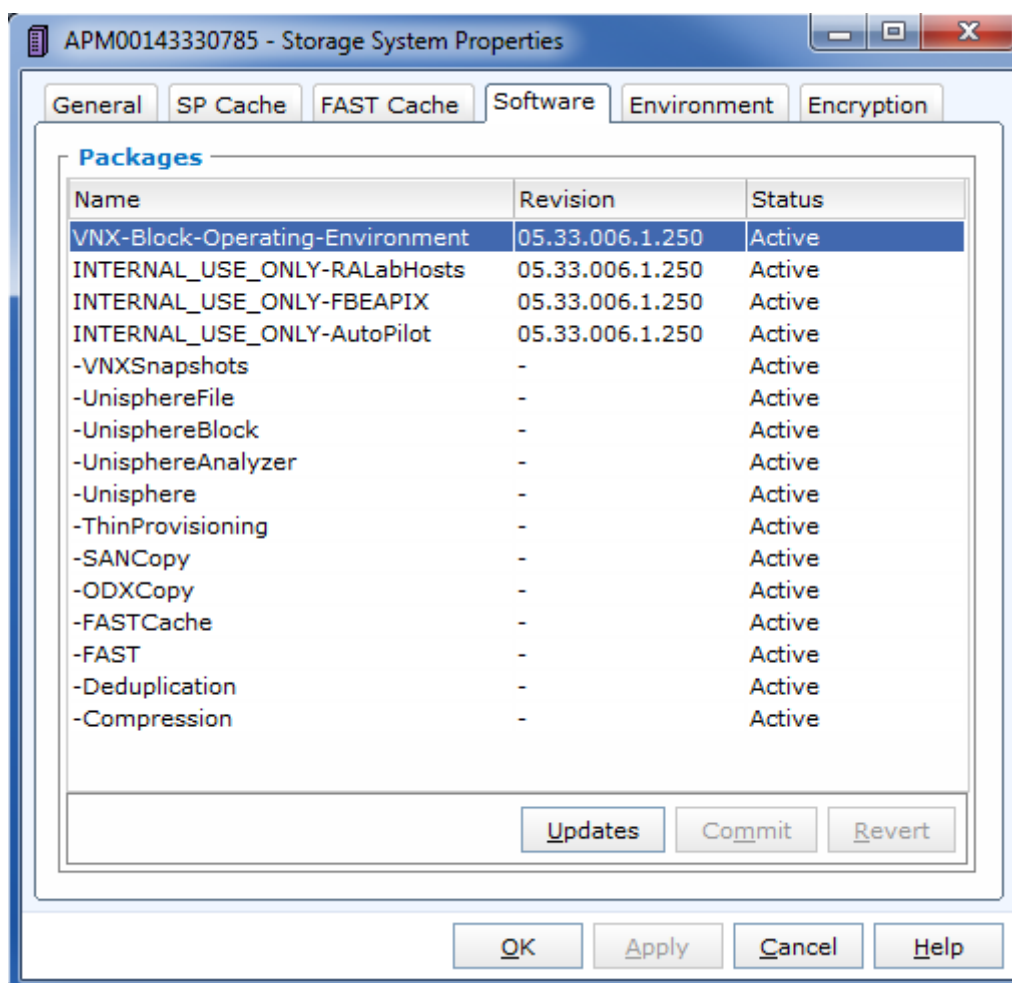 APM00143330785 - Storage System Properties
General SP Cache FAST Cache Software Environment Encryption
Packages
Name Revision Status
VNX-Block-Operating-Environment 05.33.006.1.250 Active
INTERNAL_USE_ONLY-RALabHosts 05.33.006.1.250 Active
INTERNAL_USE_ONLY-FBEAPIX 05.33.006.1.250 Active
INTERNAL_USE_ONLY-AutoPilot 05.33.006.1.250 Active
-VNXSnapshots - Active
-UnisphereFile - Active
-UnisphereBlock - Active
-UnisphereAnalyzer - Active
-Unisphere - Active
-ThinProvisioning - Active
-SANCopy - Active
-ODXCopy - Active
-FASTCache - Active
-FAST - Active
-Deduplication - Active
-Compression - Active
Updates Commit Revert
OK Apply Cancel Help